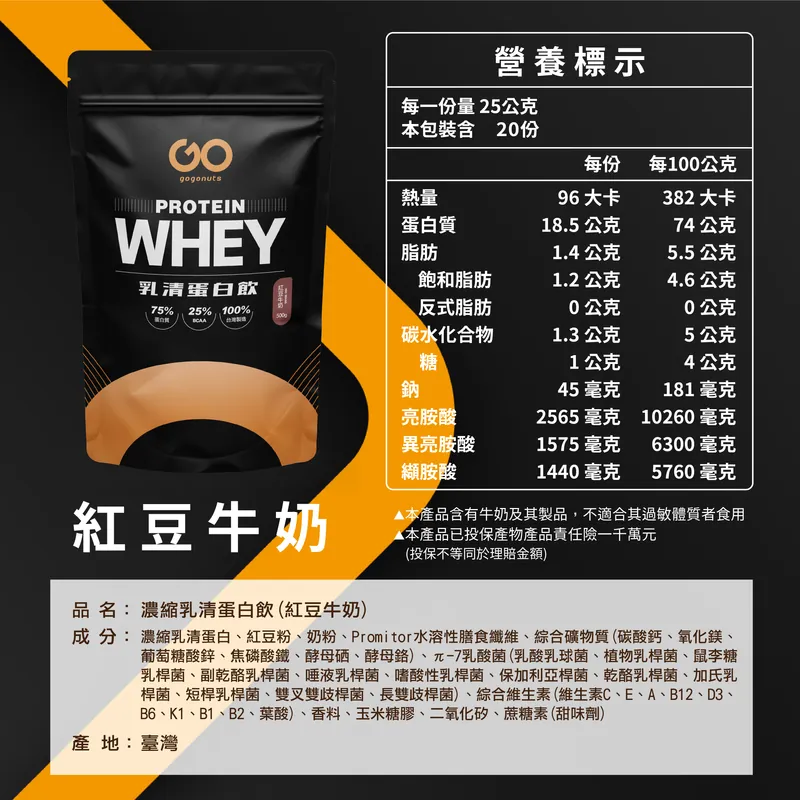 GO
gogonuts
PROTEIN
WHEY
乳清蛋白飲
75% 25% 100%
蛋白質 BCAA 台灣製造
紅豆牛奶
500g
紅豆牛奶
營養標示
每一份量 25公克
本包裝含 20份
每份 每100公克
熱量 96 大卡 382 大卡
蛋白質 18.5 公克 74 公克
脂肪 1.4 公克 5.5 公克
飽和脂肪 1.2 公克 4.6 公克
反式脂肪 0 公克 0 公克
碳水化合物 1.3 公克 5 公克
糖 1 公克 4 公克
鈉 45 毫克 181 毫克
亮胺酸 2565 毫克 10260 毫克
異亮胺酸 1575 毫克 6300 毫克
纈胺酸 1440 毫克 5760 毫克
▲本產品含有牛奶及其製品，不適合其過敏體質者食用
▲本產品已投保產物產品責任險一千萬元
(投保不等同於理賠金額)
品 名： 濃縮乳清蛋白飲(紅豆牛奶)
成 分： 濃縮乳清蛋白、紅豆粉、奶粉、Promitor水溶性膳食纖維、綜合礦物質(碳酸鈣、氧化鎂、
葡萄糖酸鋅、焦磷酸鐵、酵母硒、酵母鉻)、π-7乳酸菌(乳酸乳球菌、植物乳桿菌、鼠李糖
乳桿菌、副乾酪乳桿菌、唾液乳桿菌、嗜酸性乳桿菌、保加利亞桿菌、乾酪乳桿菌、加氏乳
桿菌、短桿乳桿菌、雙叉雙歧桿菌、長雙歧桿菌)、綜合維生素(維生素C、E、A、B12、D3、
B6、K1、B1、B2、葉酸)、香料、玉米糖膠、二氧化矽、蔗糖素(甜味劑)
產 地：臺灣